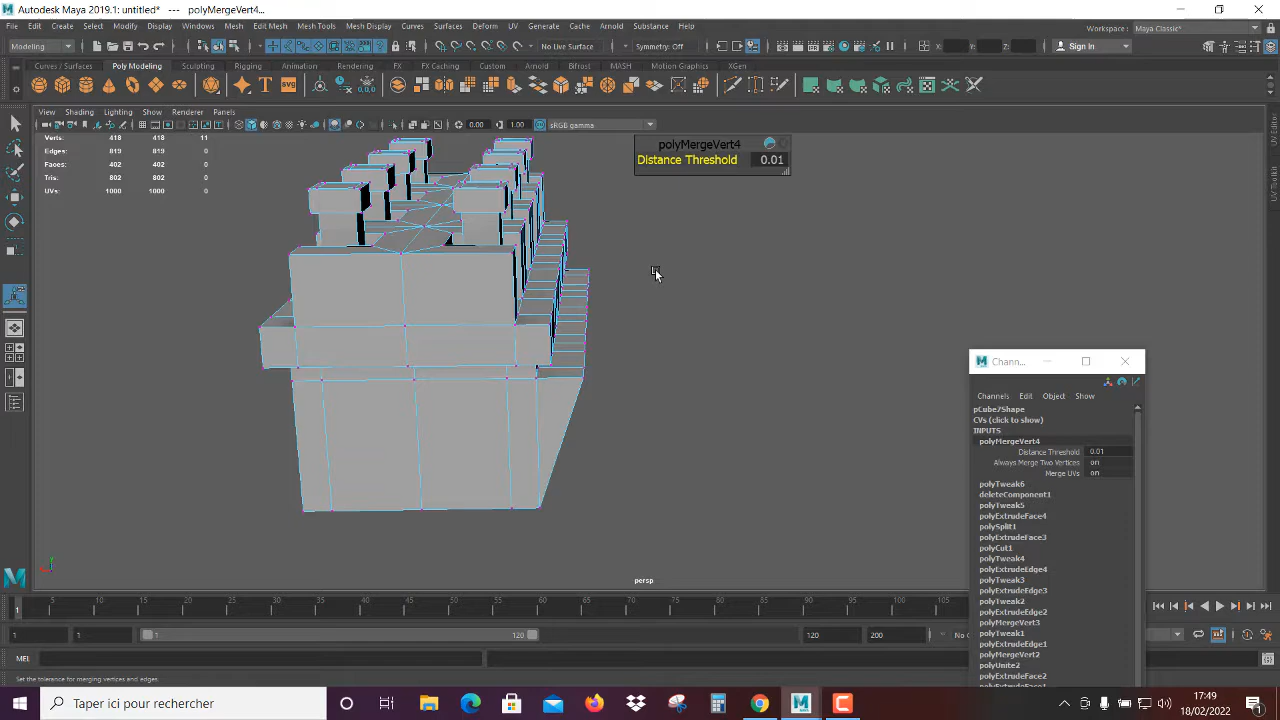 Autodesk Maya 2019.1: untitled*   ---   polyMergeVert4...
File Edit Create Select Modify Display Windows Mesh Edit Mesh Mesh Tools Mesh Display Curves Surfaces Deform UV Generate Cache Arnold Substance Help
Workspace: Maya Classic*
Modeling
No Live Surface
Symmetry: Off
Sign In
Curves / Surfaces Poly Modeling Sculpting Rigging Animation Rendering FX FX Caching Custom Arnold Bifrost MASH Motion Graphics XGen
View Shading Lighting Show Renderer Panels
0.00 1.00 sRGB gamma
Verts: 418 418 11
Edges: 819 819 0
Faces: 402 402 0
Tris: 802 802 0
UVs: 1000 1000 0
polyMergeVert4
Distance Threshold 0.01
UV Editor
UVToolkit
Chann...
Channels Edit Object Show
pCube7Shape
CVs (click to show)
INPUTS
polyMergeVert4
Distance Threshold 0.01
Always Merge Two Vertices on
Merge UVs on
polyTweak6
deleteComponent1
polyTweak5
polyExtrudeFace4
polySplit1
polyExtrudeFace3
polyCut1
polyTweak4
polyExtrudeEdge4
polyTweak3
polyExtrudeEdge3
polyTweak2
polyExtrudeEdge2
polyMergeVert3
polyTweak1
polyExtrudeEdge1
polyMergeVert2
polyUnite2
polyExtrudeFace2
persp
5 10 15 20 25 30 35 40 45 50 55 60 65 70 75 80 85 90 95 100 105
1
1 1 1 120 120 200 No C
MEL
Set the tolerance for merging vertices and edges.
Taper ici pour rechercher
17:49
18/02/2022